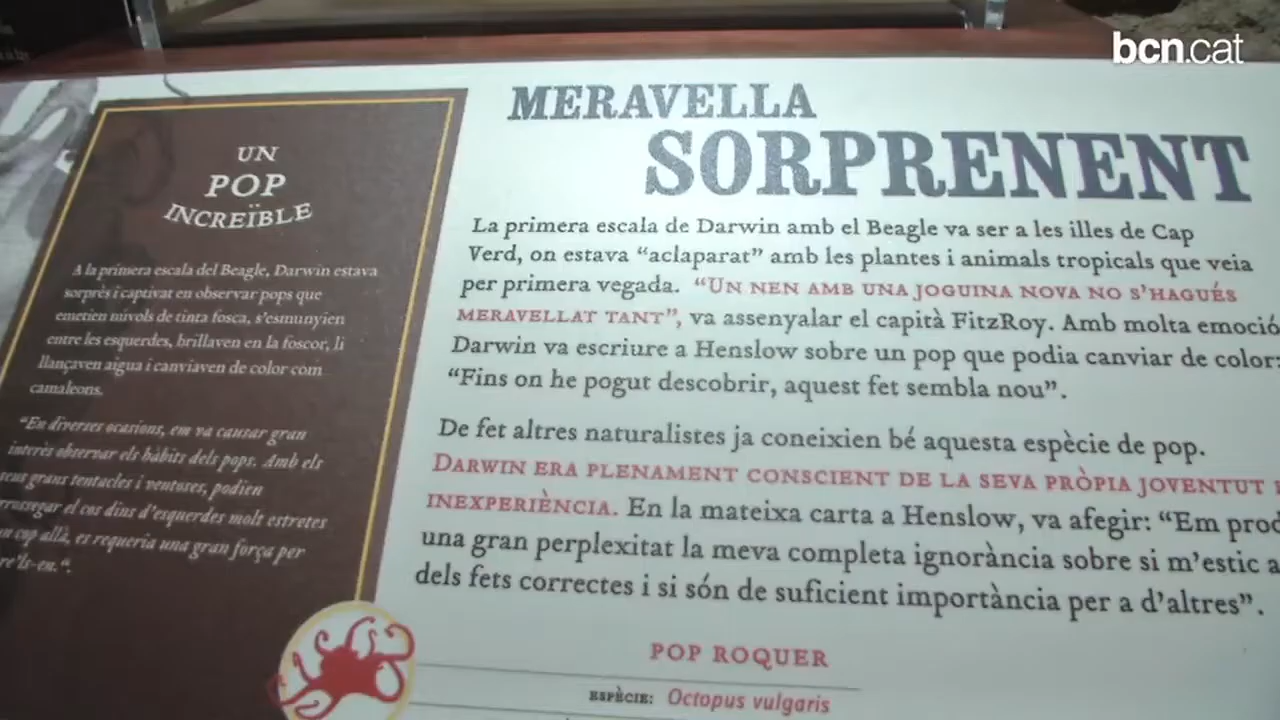 bcn.cat
UN
POP
INCREÏBLE
A la primera escala del Beagle, Darwin estava
sorprès i captivat en observar pops que
emetien núvols de tinta fosca, s'esmunyien
entre les esquerdes, brillaven en la foscor, li
llançaven aigua i canviaven de color com
camaleons.
"En diverses ocasions, em va causar gran
interès observar els hàbits dels pops. Amb els
seus grans tentacles i ventoses, podien
arrossegar el cos dins d'esquerdes molt estretes
cop allà, es requeria una gran força per
MERAVELLA
SORPRENENT
La primera escala de Darwin amb el Beagle va ser a les illes de Cap
Verd, on estava "aclaparat" amb les plantes i animals tropicals que veia
per primera vegada. "UN NEN AMB UNA JOGUINA NOVA NO S'HAGUÉS
MERAVELLAT TANT", va assenyalar el capità FitzRoy. Amb molta emoció
Darwin va escriure a Henslow sobre un pop que podia canviar de color:
"Fins on he pogut descobrir, aquest fet sembla nou".
De fet altres naturalistes ja coneixien bé aquesta espècie de pop.
DARWIN ERA PLENAMENT CONSCIENT DE LA SEVA PRÒPIA JOVENTUT
INEXPERIÈNCIA. En la mateixa carta a Henslow, va afegir: "Em prod
una gran perplexitat la meva completa ignorància sobre si m'estic a
dels fets correctes i si són de suficient importància per a d'altres".
POP ROQUER
ESPÈCIE: Octopus vulgaris